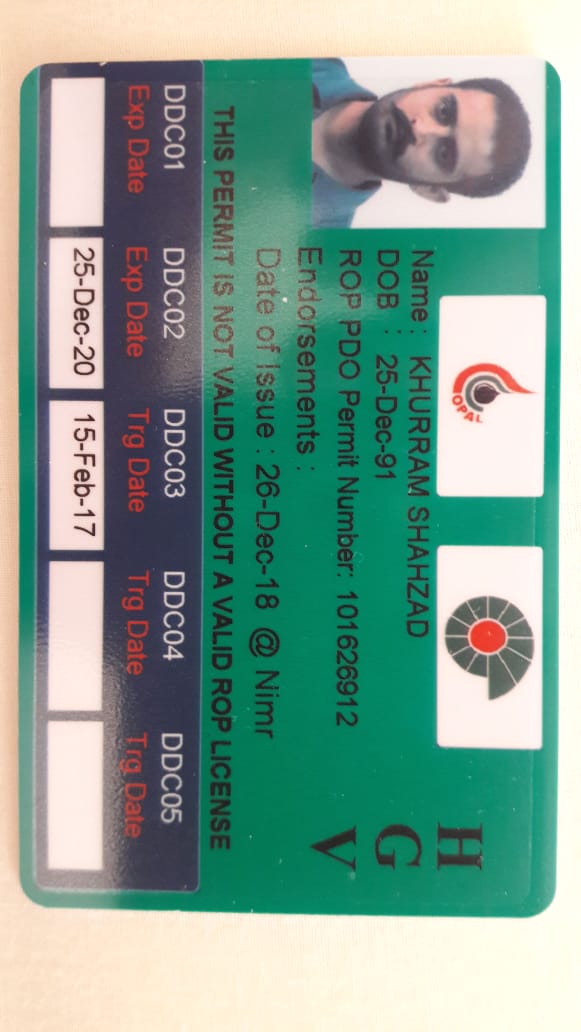 OPAL
H
G
V
Name : KHURRAM SHAHZAD
DOB : 25-Dec-91
ROP PDO Permit Number: 101626912
Endorsements :
Date of Issue : 26-Dec-18 @ Nimr
THIS PERMIT IS NOT VALID WITHOUT A VALID ROP LICENSE
DDC01 DDC02 DDC03 DDC04 DDC05
Exp Date Exp Date Trg Date Trg Date Trg Date
25-Dec-20 15-Feb-17